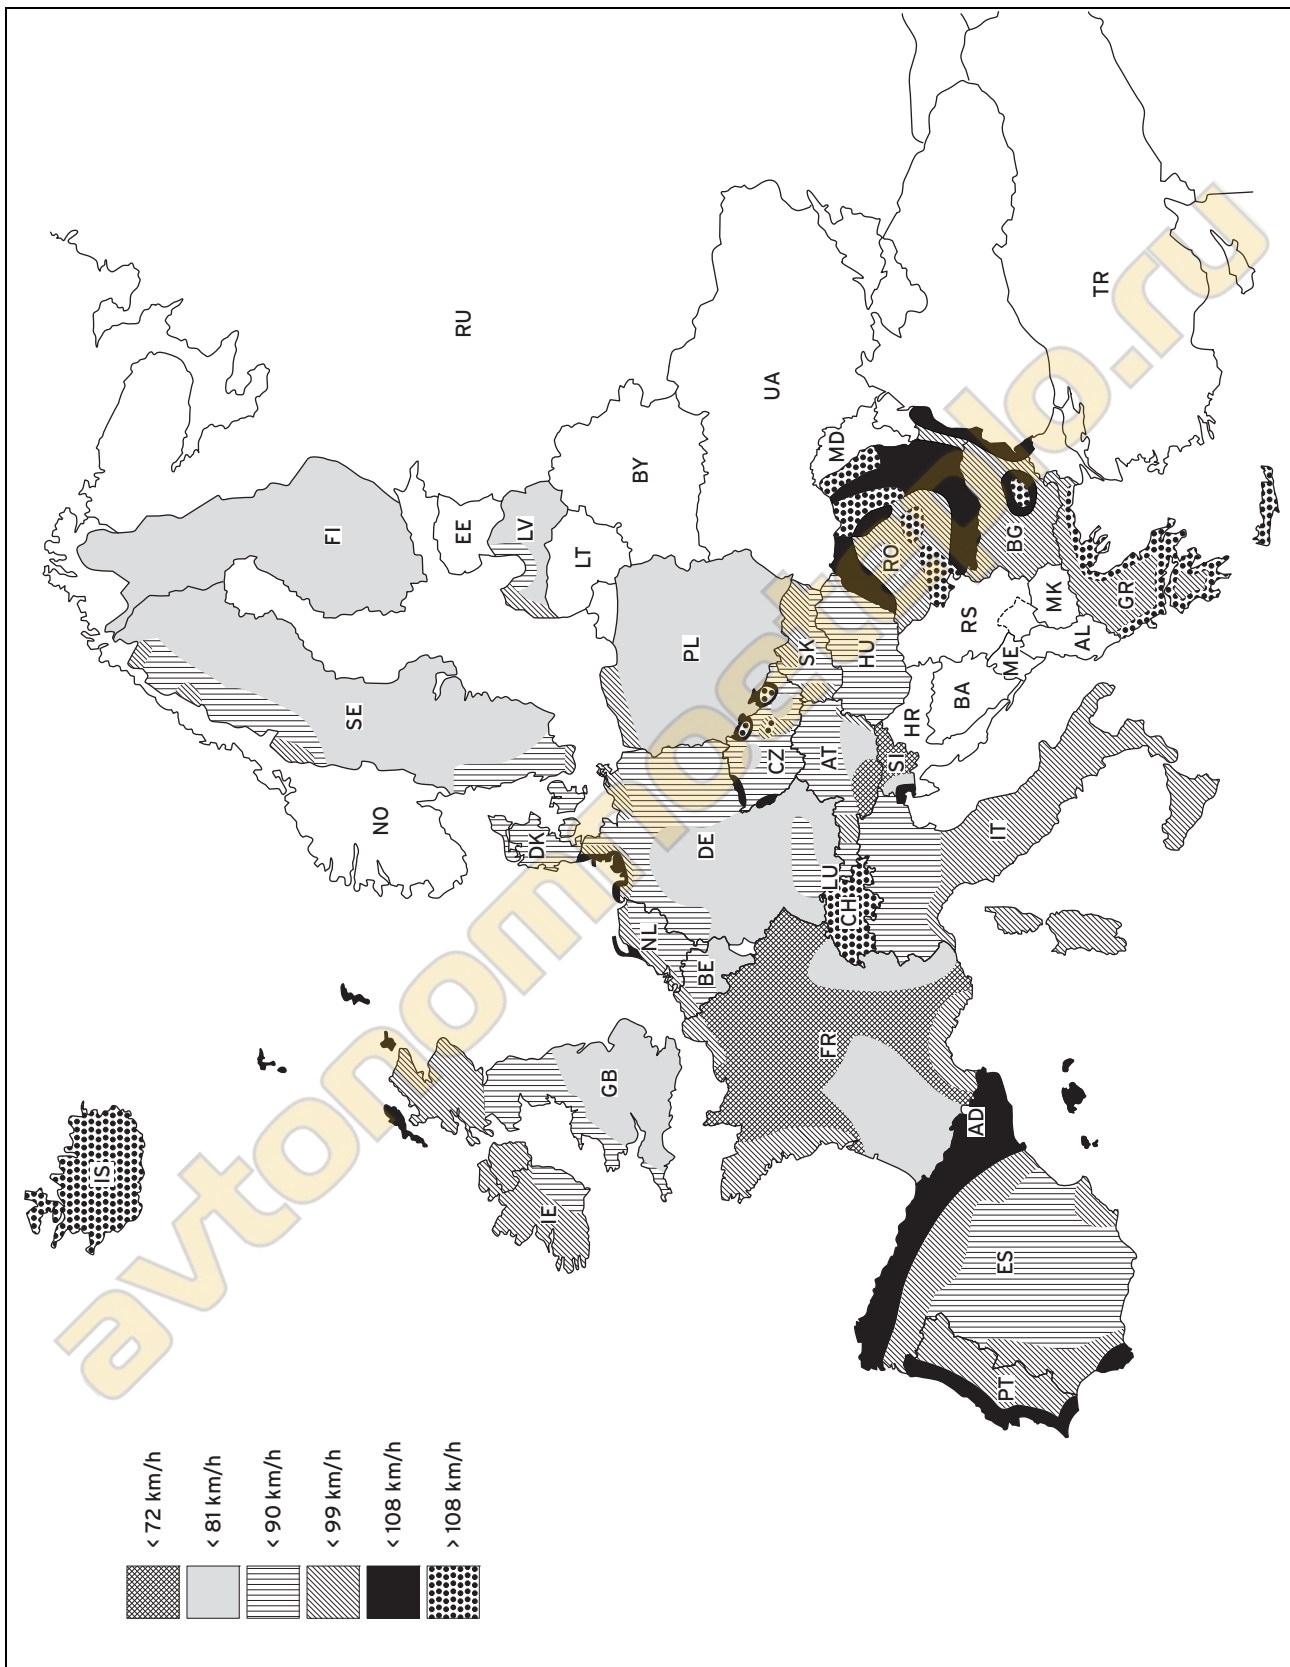 < 72 km/h
< 81 km/h
< 90 km/h
< 99 km/h
< 108 km/h
> 108 km/h
IS
NO
SE
FI
RU
EE
LV
LT
BY
DK
IE
GB
NL
BE
DE
PL
UA
LU
CZ
SK
MD
FR
CH
AT
HU
RO
SI
HR
BA
RS
ME
BG
MK
AL
GR
TR
IT
AD
ES
PT
avtonomnoeteplo.ru